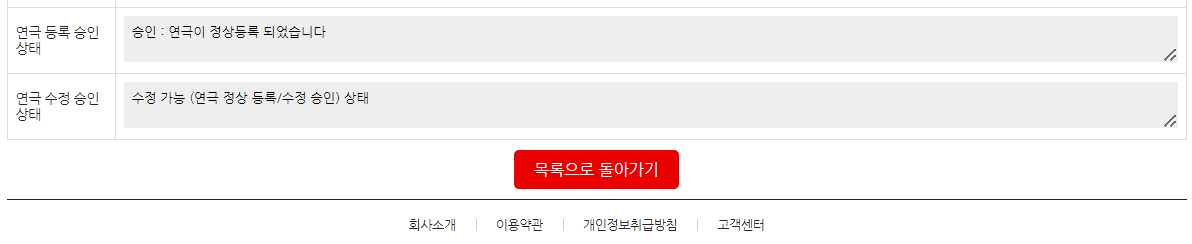 연극 등록 승인
상태
승인 : 연극이 정상등록 되었습니다
연극 수정 승인
상태
수정 가능 (연극 정상 등록/수정 승인) 상태
목록으로 돌아가기
회사소개 | 이용약관 | 개인정보취급방침 | 고객센터